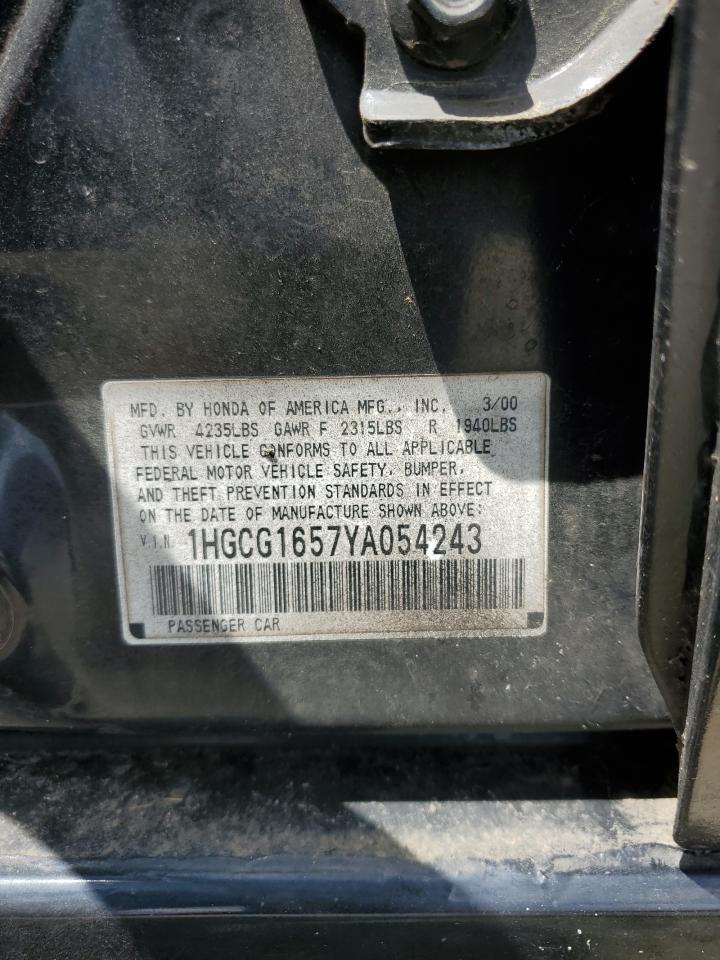 MFD. BY HONDA OF AMERICA MFG., INC. 3/00
GVWR 4235LBS GAWR F 2315LBS R 1940LBS
THIS VEHICLE CONFORMS TO ALL APPLICABLE
FEDERAL MOTOR VEHICLE SAFETY, BUMPER,
AND THEFT PREVENTION STANDARDS IN EFFECT
ON THE DATE OF MANUFACTURE SHOWN ABOVE:
V.I.N. 1HGCG1657YA054243
PASSENGER CAR